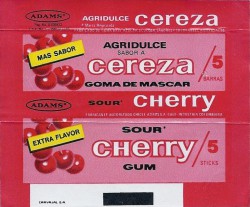 ADAMS
AGRIDULCE
cereza
MAS SABOR
AGRIDULCE
SABOR A
cereza /5
BARRAS
GOMA DE MASCAR
ADAMS
SOUR' CHERRY
EXTRA FLAVOR
SOUR'
CHERRY /5
STICKS
GUM